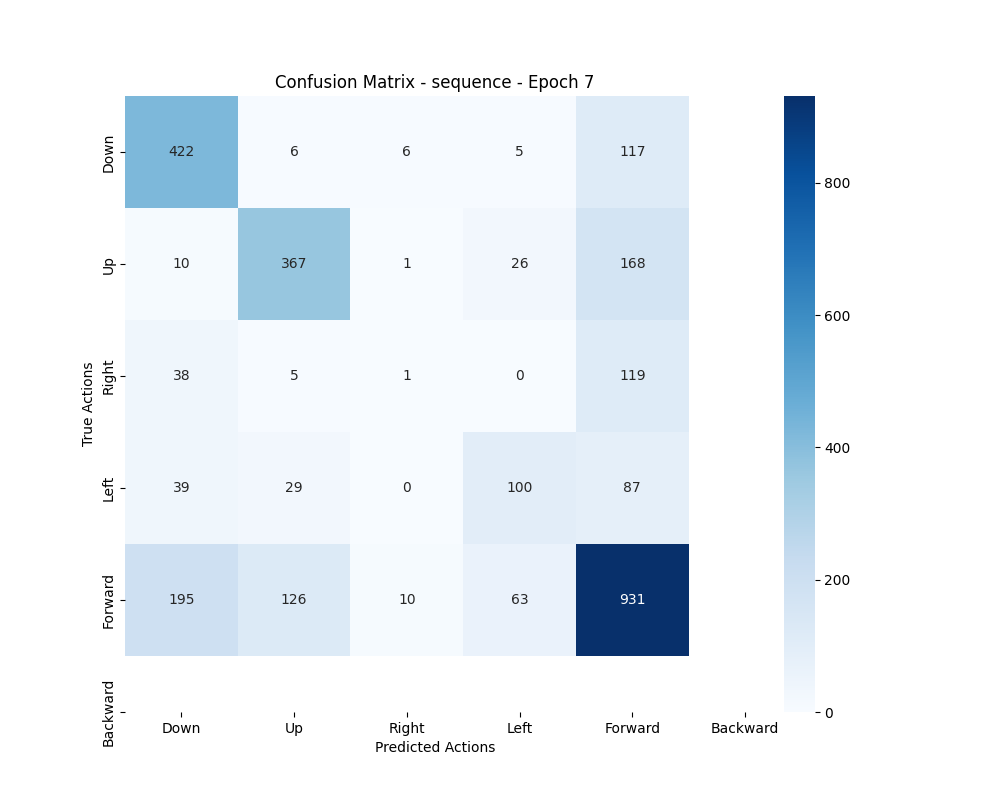 Confusion Matrix - sequence - Epoch 7
True Actions
Down 422 6 6 5 117
Up 10 367 1 26 168
Right 38 5 1 0 119
Left 39 29 0 100 87
Forward 195 126 10 63 931
Backward
Down Up Right Left Forward Backward
Predicted Actions
800
600
400
200
0